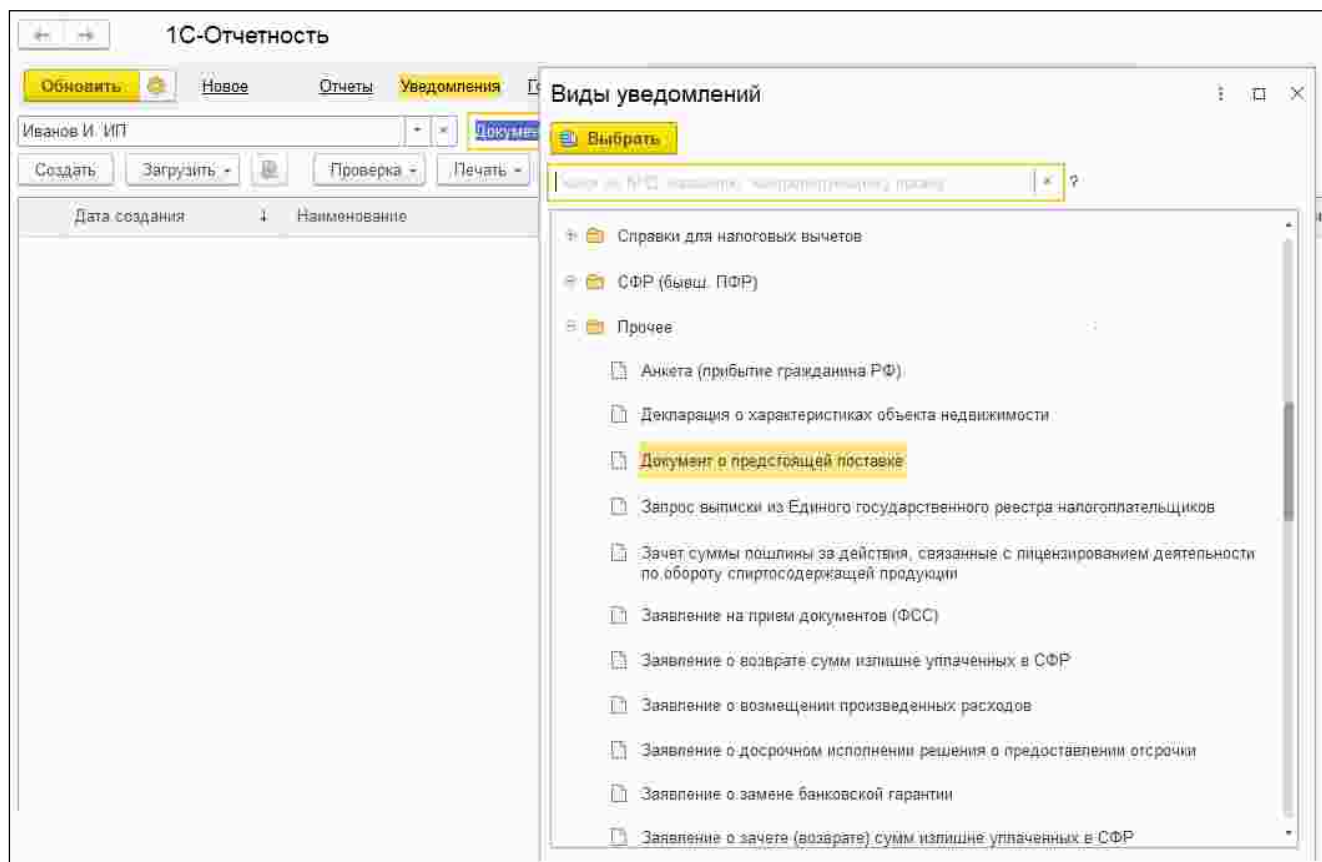 1С-Отчетность
Обновить Новое Отчеты Уведомления
Виды уведомлений
Иванов И. ИП
Выбрать
Создать Загрузить Проверка Печать
?
Дата создания ↓ Наименование
Справки для налоговых вычетов
СФР (бывш. ПФР)
Прочее
Анкета (прибытие гражданина РФ)
Декларация о характеристиках объекта недвижимости
Документ о предстоящей поставке
Запрос выписки из Единого государственного реестра налогоплательщиков
Зачет суммы пошлины за действия, связанные с лицензированием деятельности
по обороту спиртосодержащей продукции
Заявление на прием документов (ФСС)
Заявление о возврате сумм излишне уплаченных в СФР
Заявление о возмещении произведенных расходов
Заявление о досрочном исполнении решения о предоставлении отсрочки
Заявление о замене банковской гарантии
Заявление о зачете (возврате) сумм излишне уплаченных в СФР